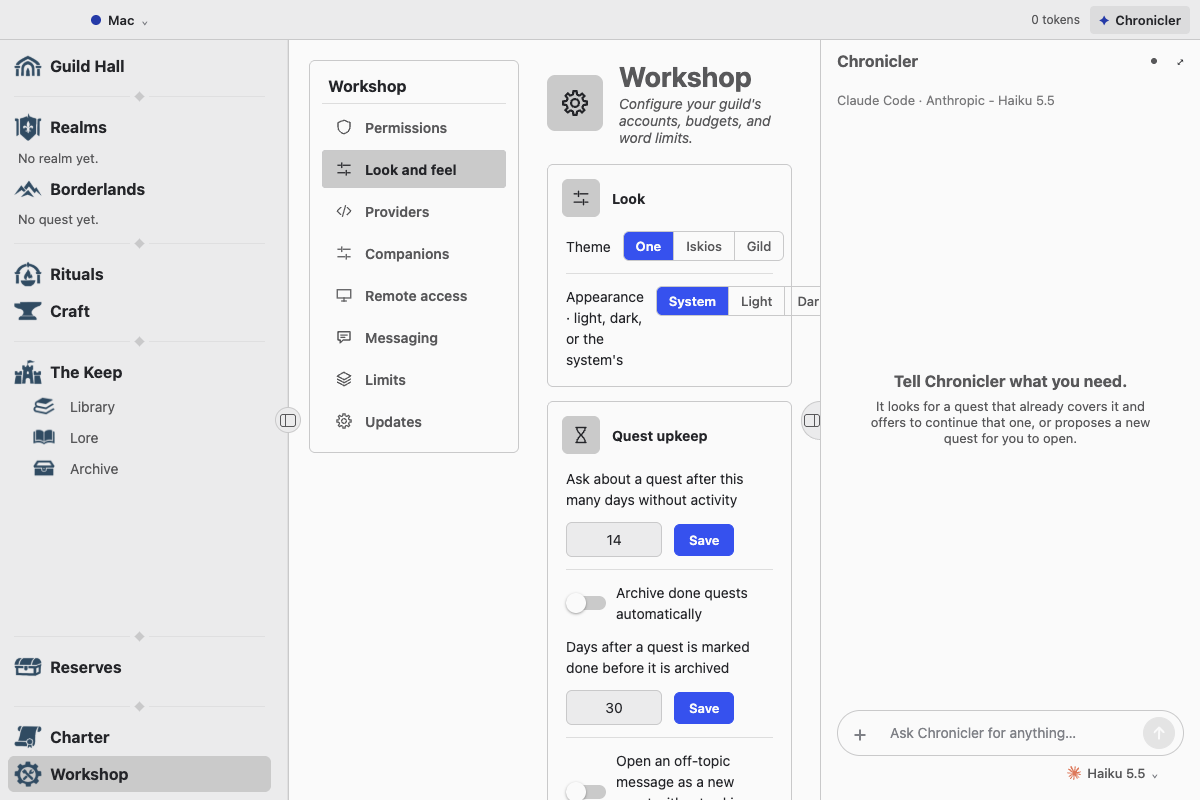 Mac
0 tokens
Chronicler
Guild Hall
Realms
No realm yet.
Borderlands
No quest yet.
Rituals
Craft
The Keep
Library
Lore
Archive
Reserves
Charter
Workshop
Workshop
Permissions
Look and feel
Providers
Companions
Remote access
Messaging
Limits
Updates
Workshop
Configure your guild's
accounts, budgets, and
word limits.
Look
Theme One Iskios Gild
Appearance
· light, dark,
or the
system's
System Light Dar
Quest upkeep
Ask about a quest after this
many days without activity
14 Save
Archive done quests
automatically
Days after a quest is marked
done before it is archived
30 Save
Open an off-topic
message as a new
Chronicler
Claude Code · Anthropic - Haiku 5.5
Tell Chronicler what you need.
It looks for a quest that already covers it and
offers to continue that one, or proposes a new
quest for you to open.
Ask Chronicler for anything...
Haiku 5.5